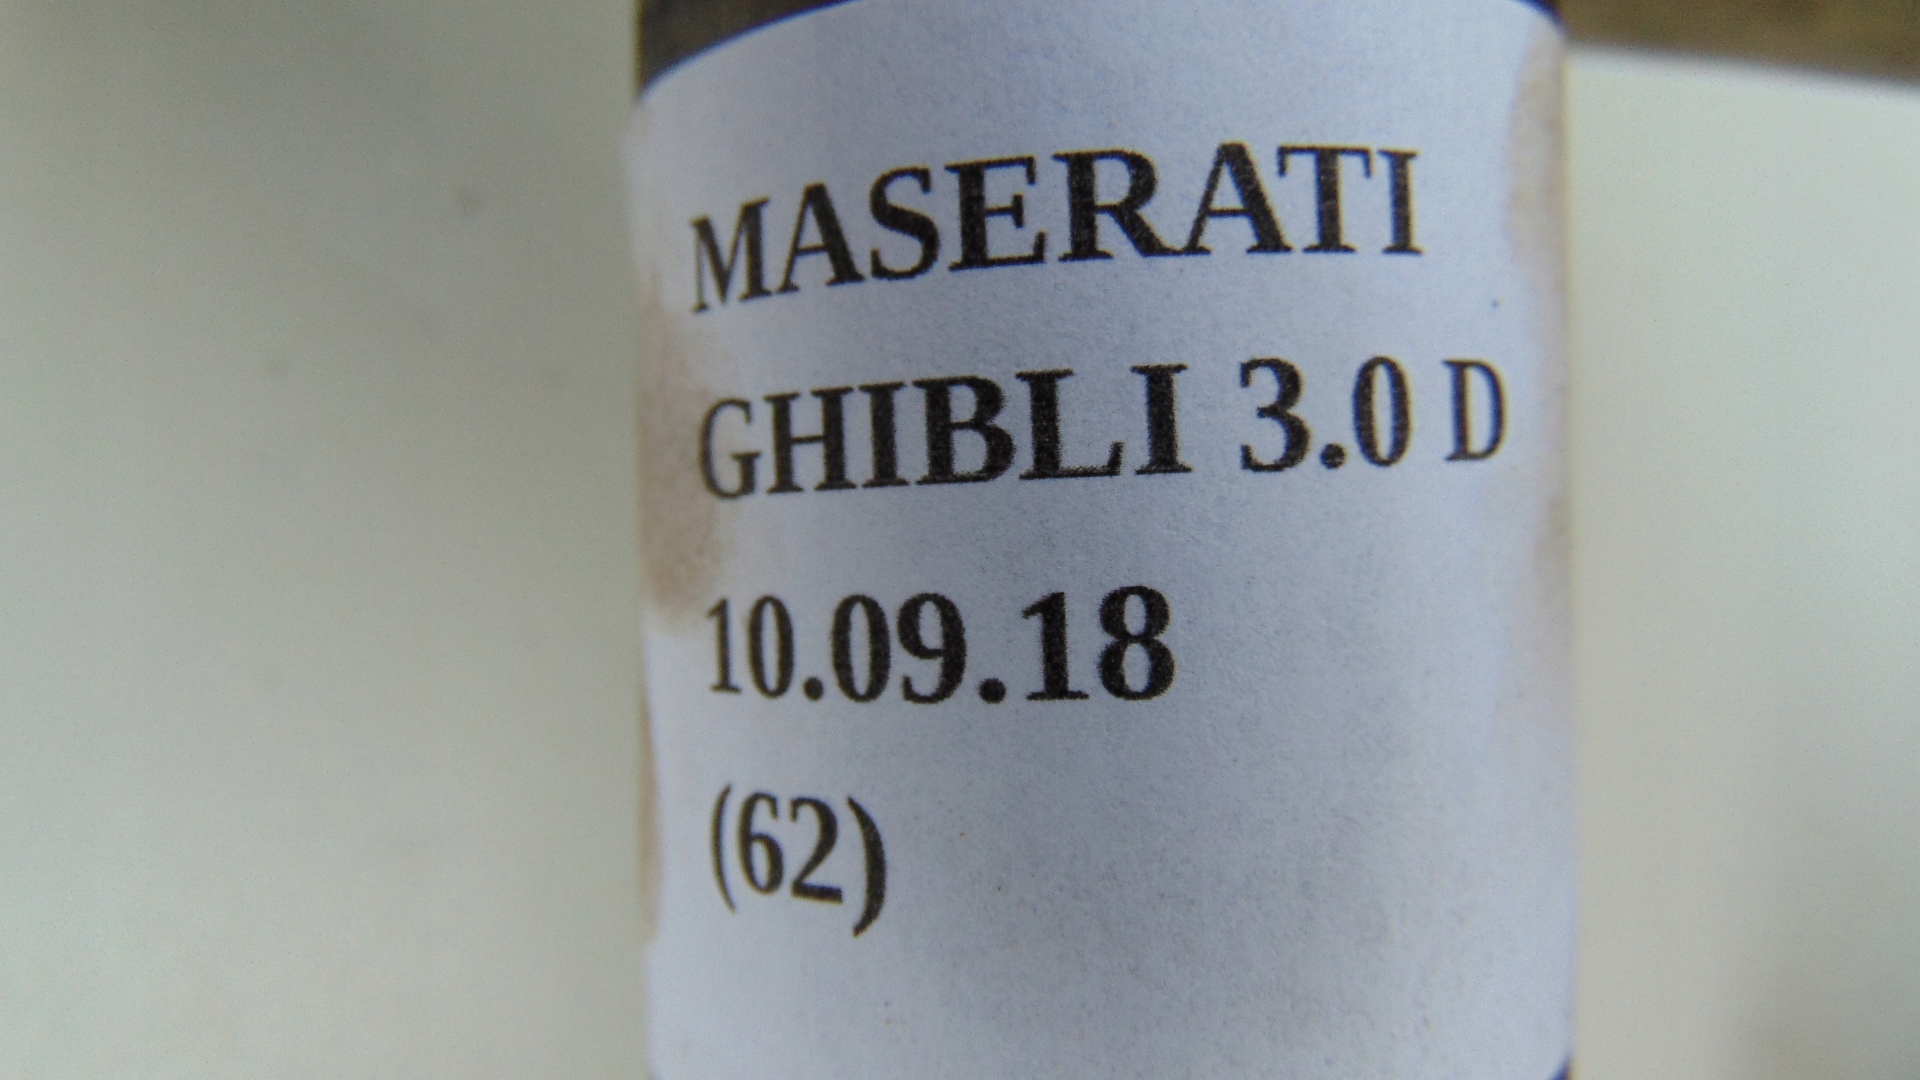 MASERATI
GHIBLI 3.0 D
10.09.18
(62)